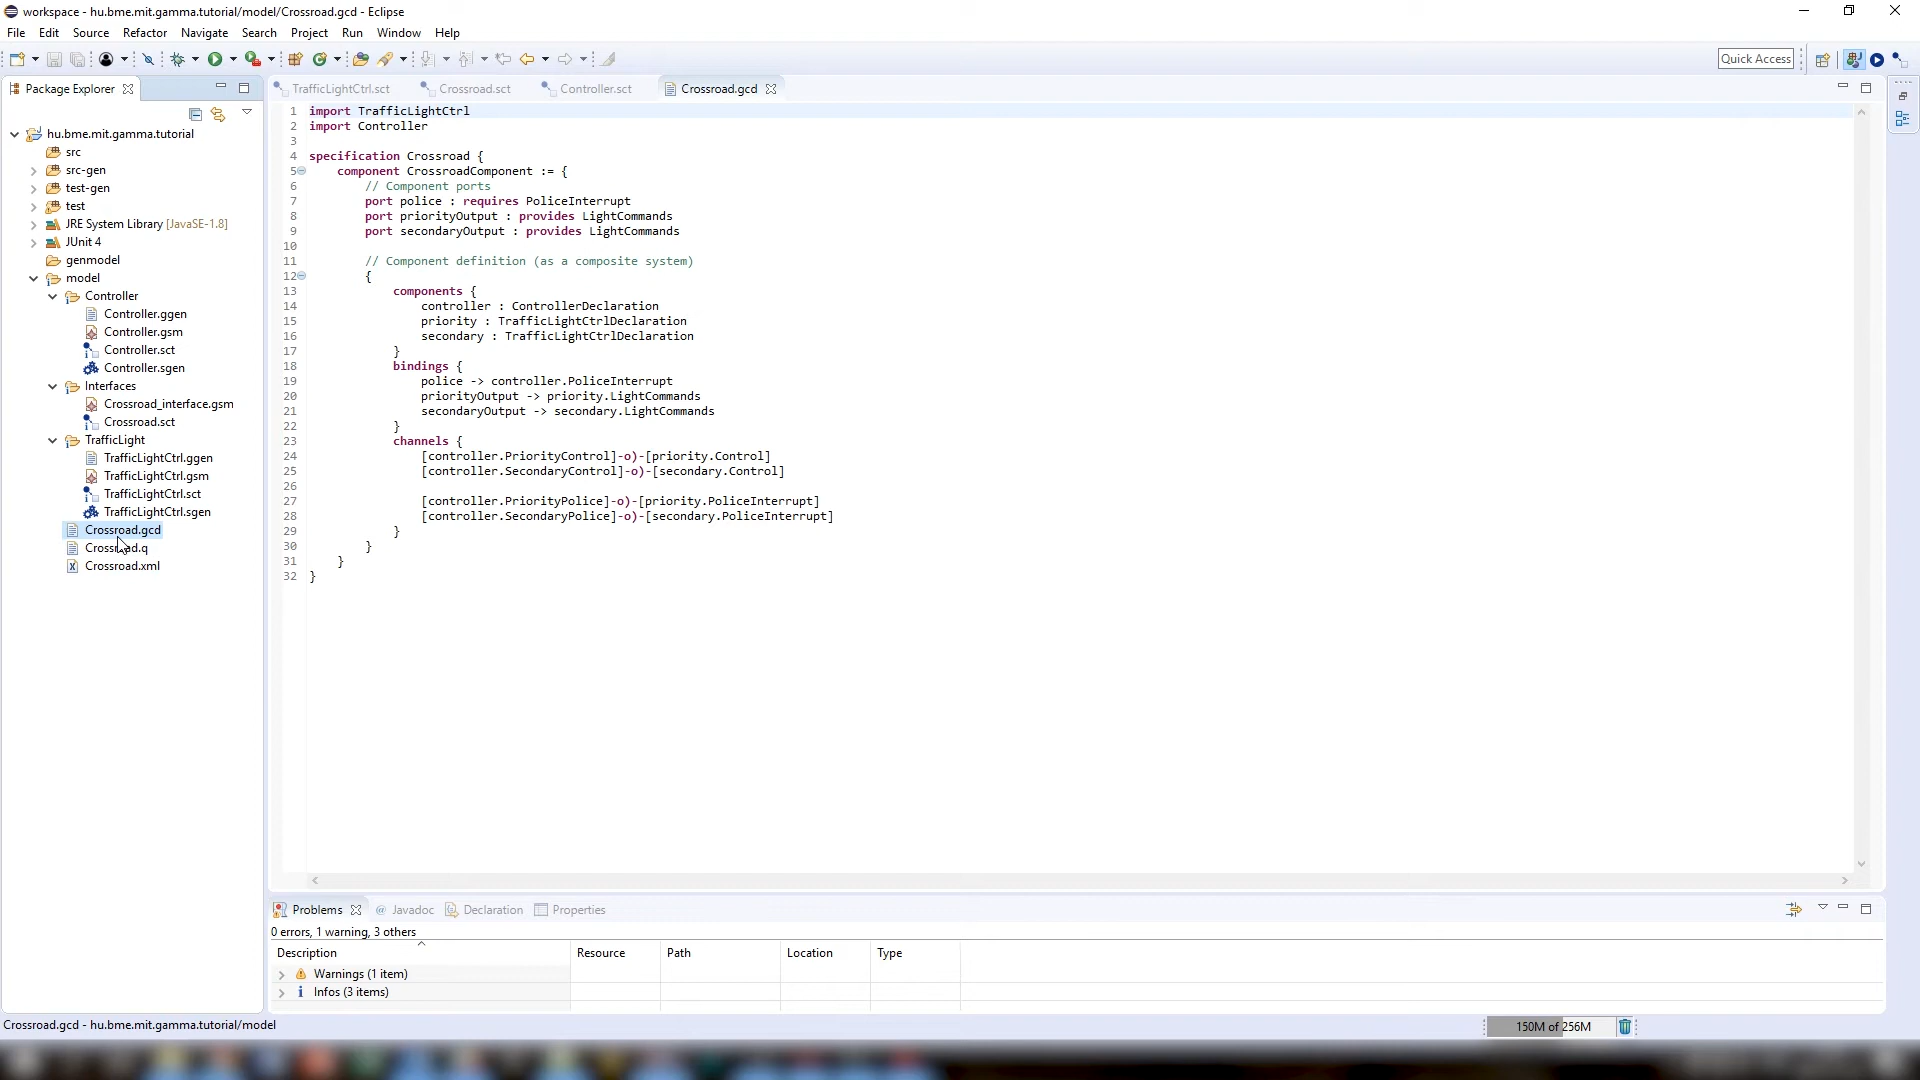 workspace - hu.bme.mit.gamma.tutorial/model/Crossroad.gcd - Eclipse
File Edit Source Refactor Navigate Search Project Run Window Help
Quick Access
Package Explorer
TrafficLightCtrl.sct Crossroad.sct Controller.sct Crossroad.gcd
hu.bme.mit.gamma.tutorial
src
src-gen
test-gen
test
JRE System Library [JavaSE-1.8]
JUnit 4
genmodel
model
Controller
Controller.ggen
Controller.gsm
Controller.sct
Controller.sgen
Interfaces
Crossroad_interface.gsm
Crossroad.sct
TrafficLight
TrafficLightCtrl.ggen
TrafficLightCtrl.gsm
TrafficLightCtrl.sct
TrafficLightCtrl.sgen
Crossroad.gcd
Crossroad.q
Crossroad.xml
1 import TrafficLightCtrl
2 import Controller
3
4 specification Crossroad {
5 component CrossroadComponent := {
6 // Component ports
7 port police : requires PoliceInterrupt
8 port priorityOutput : provides LightCommands
9 port secondaryOutput : provides LightCommands
10
11 // Component definition (as a composite system)
12 {
13 components {
14 controller : ControllerDeclaration
15 priority : TrafficLightCtrlDeclaration
16 secondary : TrafficLightCtrlDeclaration
17 }
18 bindings {
19 police -> controller.PoliceInterrupt
20 priorityOutput -> priority.LightCommands
21 secondaryOutput -> secondary.LightCommands
22 }
23 channels {
24 [controller.PriorityControl]-o)-[priority.Control]
25 [controller.SecondaryControl]-o)-[secondary.Control]
26
27 [controller.PriorityPolice]-o)-[priority.PoliceInterrupt]
28 [controller.SecondaryPolice]-o)-[secondary.PoliceInterrupt]
29 }
30 }
31 }
32 }
Problems @ Javadoc Declaration Properties
0 errors, 1 warning, 3 others
Description Resource Path Location Type
Warnings (1 item)
Infos (3 items)
Crossroad.gcd - hu.bme.mit.gamma.tutorial/model
150M of 256M